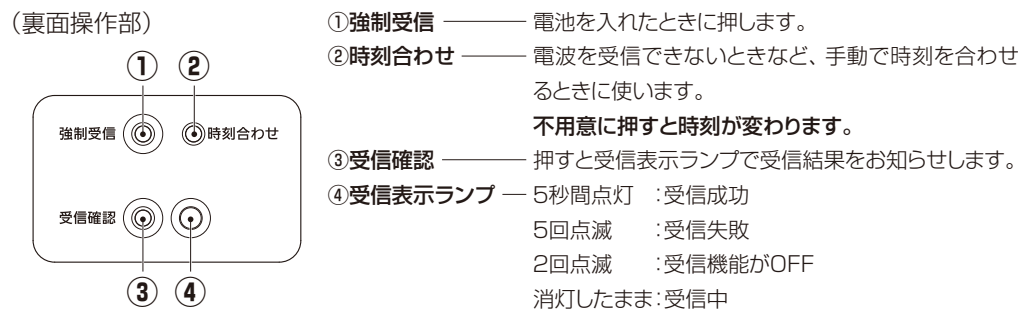 （裏面操作部）
① ②
強制受信 時刻合わせ
受信確認
③ ④
①強制受信 電池を入れたときに押します。
②時刻合わせ 電波を受信できないときなど、手動で時刻を合わせ
るときに使います。
不用意に押すと時刻が変わります。
③受信確認 押すと受信表示ランプで受信結果をお知らせします。
④受信表示ランプ 5秒間点灯 ：受信成功
5回点滅 ：受信失敗
2回点滅 ：受信機能がOFF
消灯したまま：受信中